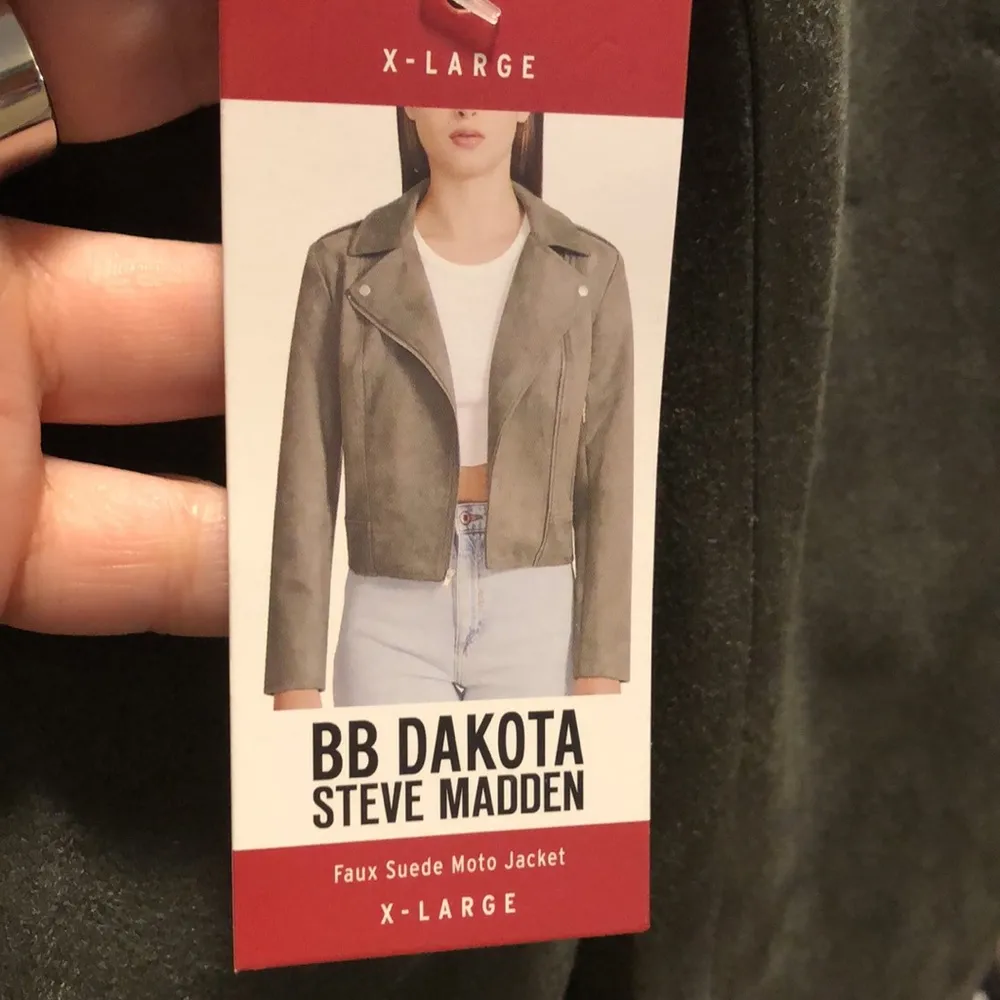 X-LARGE
BB DAKOTA
STEVE MADDEN
Faux Suede Moto Jacket
X-LARGE